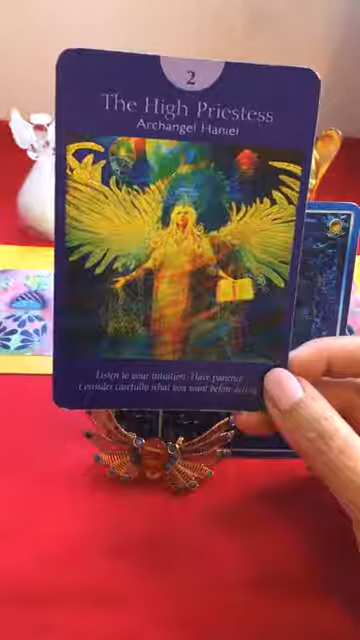 2
The High Priestess
Archangel Haniel
Listen to your intuition. Have patience.
Consider carefully what you want before acting